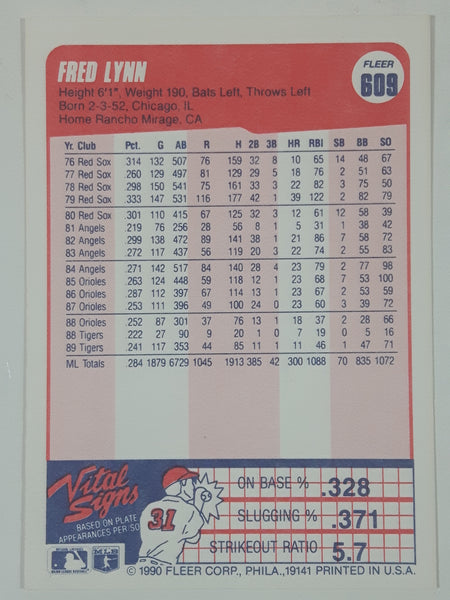 FRED LYNN
FLEER
609
Height 6'1", Weight 190, Bats Left, Throws Left
Born 2-3-52, Chicago, IL
Home Rancho Mirage, CA
Yr. Club Pct. G AB R H 2B 3B HR RBI SB BB SO
76 Red Sox .314 132 507 76 159 32 8 10 65 14 48 67
77 Red Sox .260 129 497 81 129 29 5 18 76 2 51 63
78 Red Sox .298 150 541 75 161 33 3 22 82 3 75 50
79 Red Sox .333 147 531 116 177 42 1 39 122 2 82 79
80 Red Sox .301 110 415 67 125 32 3 12 61 12 58 39
81 Angels .219 76 256 28 56 8 1 5 31 1 38 42
82 Angels .299 138 472 89 141 38 1 21 86 7 58 72
83 Angels .272 117 437 56 119 20 3 22 74 2 55 83
84 Angels .271 142 517 84 140 28 4 23 79 2 77 98
85 Orioles .263 124 448 59 118 12 1 23 68 7 53 100
86 Orioles .287 112 397 67 114 13 1 23 67 2 53 59
87 Orioles .253 111 396 49 100 24 0 23 60 3 39 72
88 Orioles .252 87 301 37 76 13 1 18 37 2 28 66
88 Tigers .222 27 90 9 20 1 0 7 19 0 5 16
89 Tigers .241 117 353 44 85 11 1 11 46 1 47 71
ML Totals .284 1879 6729 1045 1913 385 42 300 1088 70 835 1072
Vital
Signs
BASED ON PLATE
APPEARANCES PER/SO
31
ON BASE % .328
SLUGGING % .371
STRIKEOUT RATIO 5.7
© 1990 FLEER CORP., PHILA., 19141 PRINTED IN U.S.A.